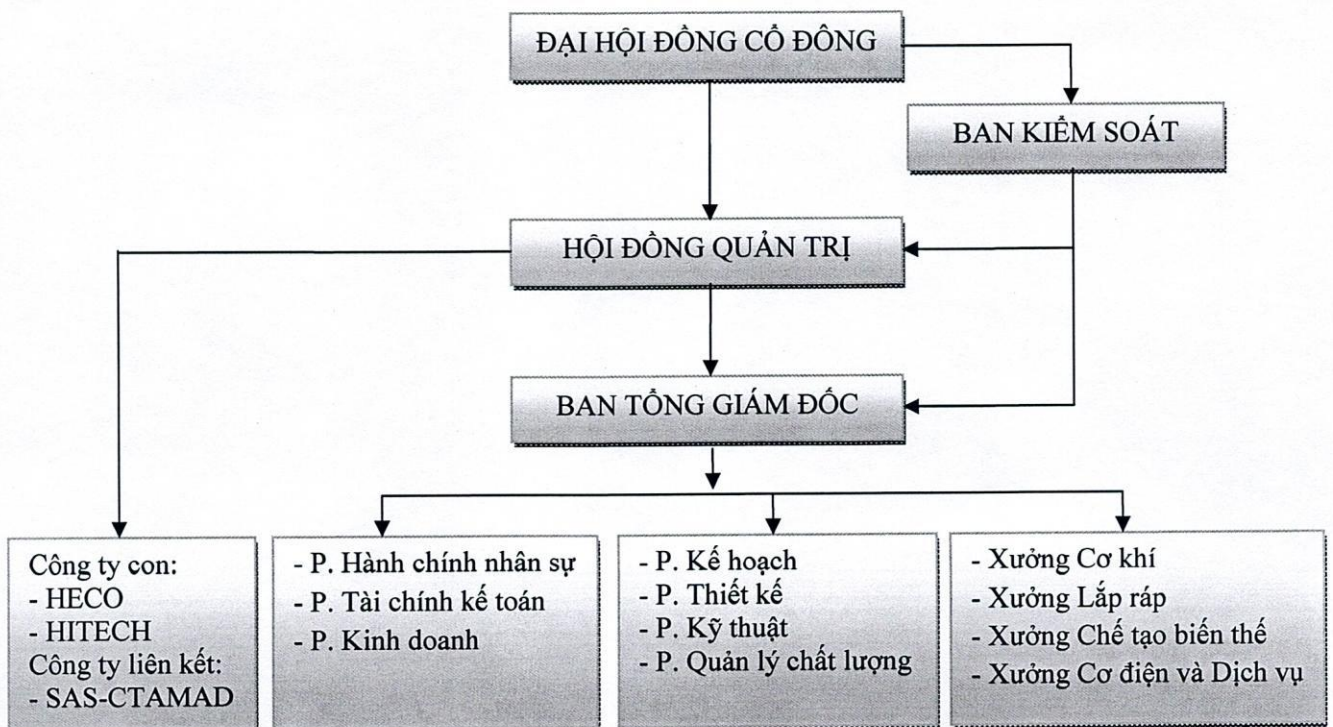 ĐẠI HỘI ĐỒNG CỔ ĐÔNG
BAN KIỂM SOÁT
HỘI ĐỒNG QUẢN TRỊ
BAN TỔNG GIÁM ĐỐC
Công ty con:
- HECO
- HITECH
Công ty liên kết:
- SAS-CTAMAD
- P. Hành chính nhân sự
- P. Tài chính kế toán
- P. Kinh doanh
- P. Kế hoạch
- P. Thiết kế
- P. Kỹ thuật
- P. Quản lý chất lượng
- Xưởng Cơ khí
- Xưởng Lắp ráp
- Xưởng Chế tạo biến thế
- Xưởng Cơ điện và Dịch vụ